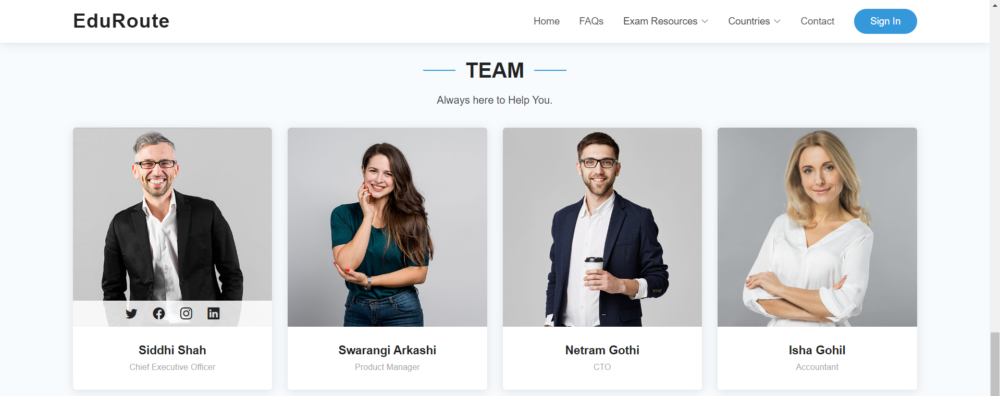 EduRoute
Home FAQs Exam Resources Countries Contact Sign In
TEAM
Always here to Help You.
Siddhi Shah
Chief Executive Officer
Swarangi Arkashi
Product Manager
Netram Gothi
CTO
Isha Gohil
Accountant